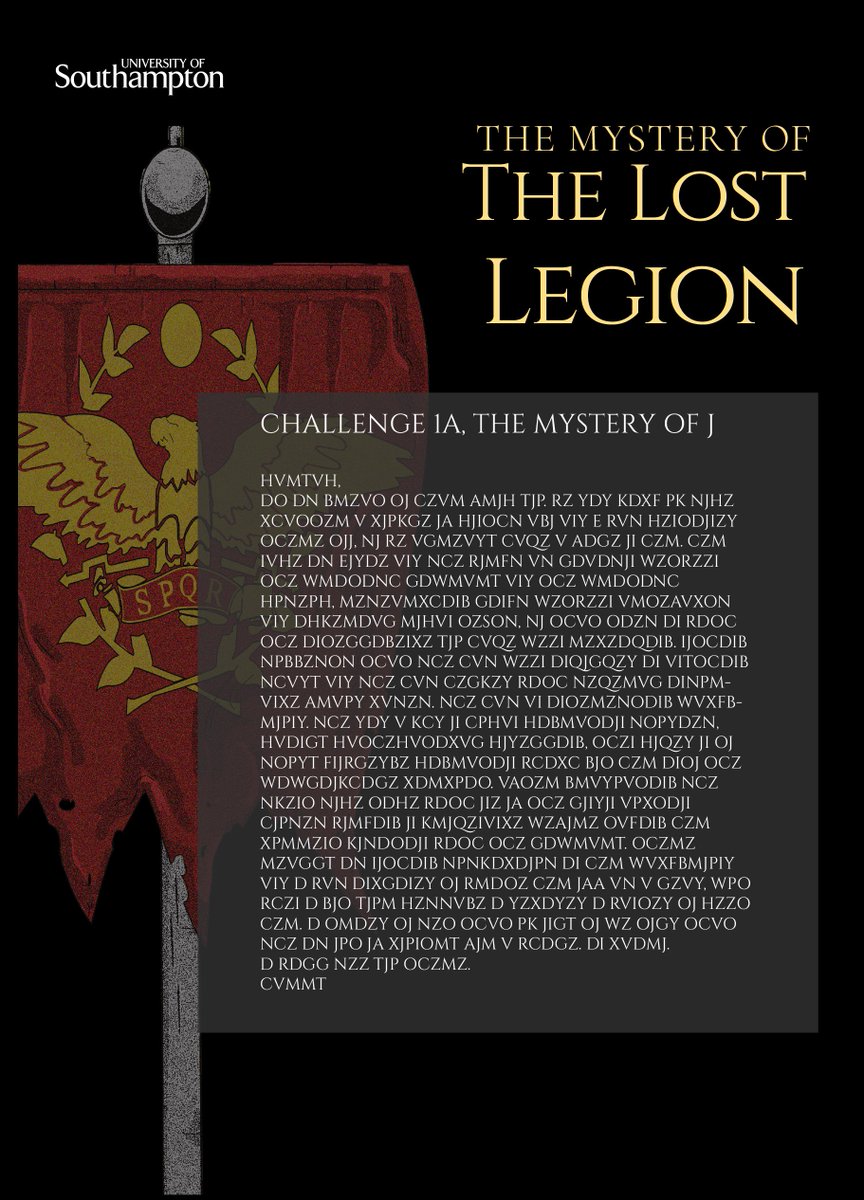 UNIVERSITY OF
Southampton
THE MYSTERY OF
THE LOST
LEGION
SPQR
CHALLENGE 1A, THE MYSTERY OF J
HVMTVH,
DO DN BMZVO OJ CZVM AMJH TJP. RZ YDY KDXF PK NJHZ
XCVOOZM V XJPKGZ JA HJIOCN VBJ VIY E RVN HZIODJIZY
OCZMZ OJJ, NJ RZ VGMZVYT CVQZ V ADGZ JI CZM. CZM
IVHZ DN EJYDZ VIY NCZ RJMFN VN GDVDNJI WZORZZI
OCZ WMDODNC GDWMVMT VIY OCZ WMDODNC
HPNZPH, MZNZVMXCDIB GDIFN WZORZZI VMOZAVXON
VIY DHKZMDVG MJHVI OZSON, NJ OCVO ODZN DI RDOC
OCZ DIOZGGDBZIXZ TJP CVQZ WZZI MZXZDQDIB. IJOCDIB
NPBBZNON OCVO NCZ CVN WZZI DIQJGQZY DI VITOCDIB
NCVYT VIY NCZ CVN CZGKZY RDOC NZQZMVG DINPM-
VIXZ AMVPY XVNZN. NCZ CVN VI DIOZMZNODIB WVXFB-
MJPIY. NCZ YDY V KCY JI CPHVI HDBMVODJI NOPYDZN,
HVDIGT HVOCZHVODXVG HJYZGGDIB, OCZI HJQZY JI OJ
NOPYT FIJRGZYBZ HDBMVODJI RCDXC BJO CZM DIOJ OCZ
WDWGDJKCDGZ XDMXPDO. VAOZM BMVYPVODIB NCZ
NKZIO NJHZ ODHZ RDOC JIZ JA OCZ GJIYJI VPXODJI
CJPNZN RJMFDIB JI KMJQZIVIXZ WZAJMZ OVFDIB CZM
XPMMZIO KJNDODJI RDOC OCZ GDWMVMT. OCZMZ
MZVGGT DN IJOCDIB NPNKDXDJPN DI CZM WVXFBMJPIY
VIY D RVN DIXGDIZY OJ RMDOZ CZM JAA VN V GZVY, WPO
RCZI D BJO TJPM HZNNVBZ D YZXDYZY D RVIOZY OJ HZZO
CZM. D OMDZY OJ NZO OCVO PK JIGT OJ WZ OJGY OCVO
NCZ DN JPO JA XJPIOMT AJM V RCDGZ. DI XVDMJ.
D RDGG NZZ TJP OCZMZ.
CVMMT